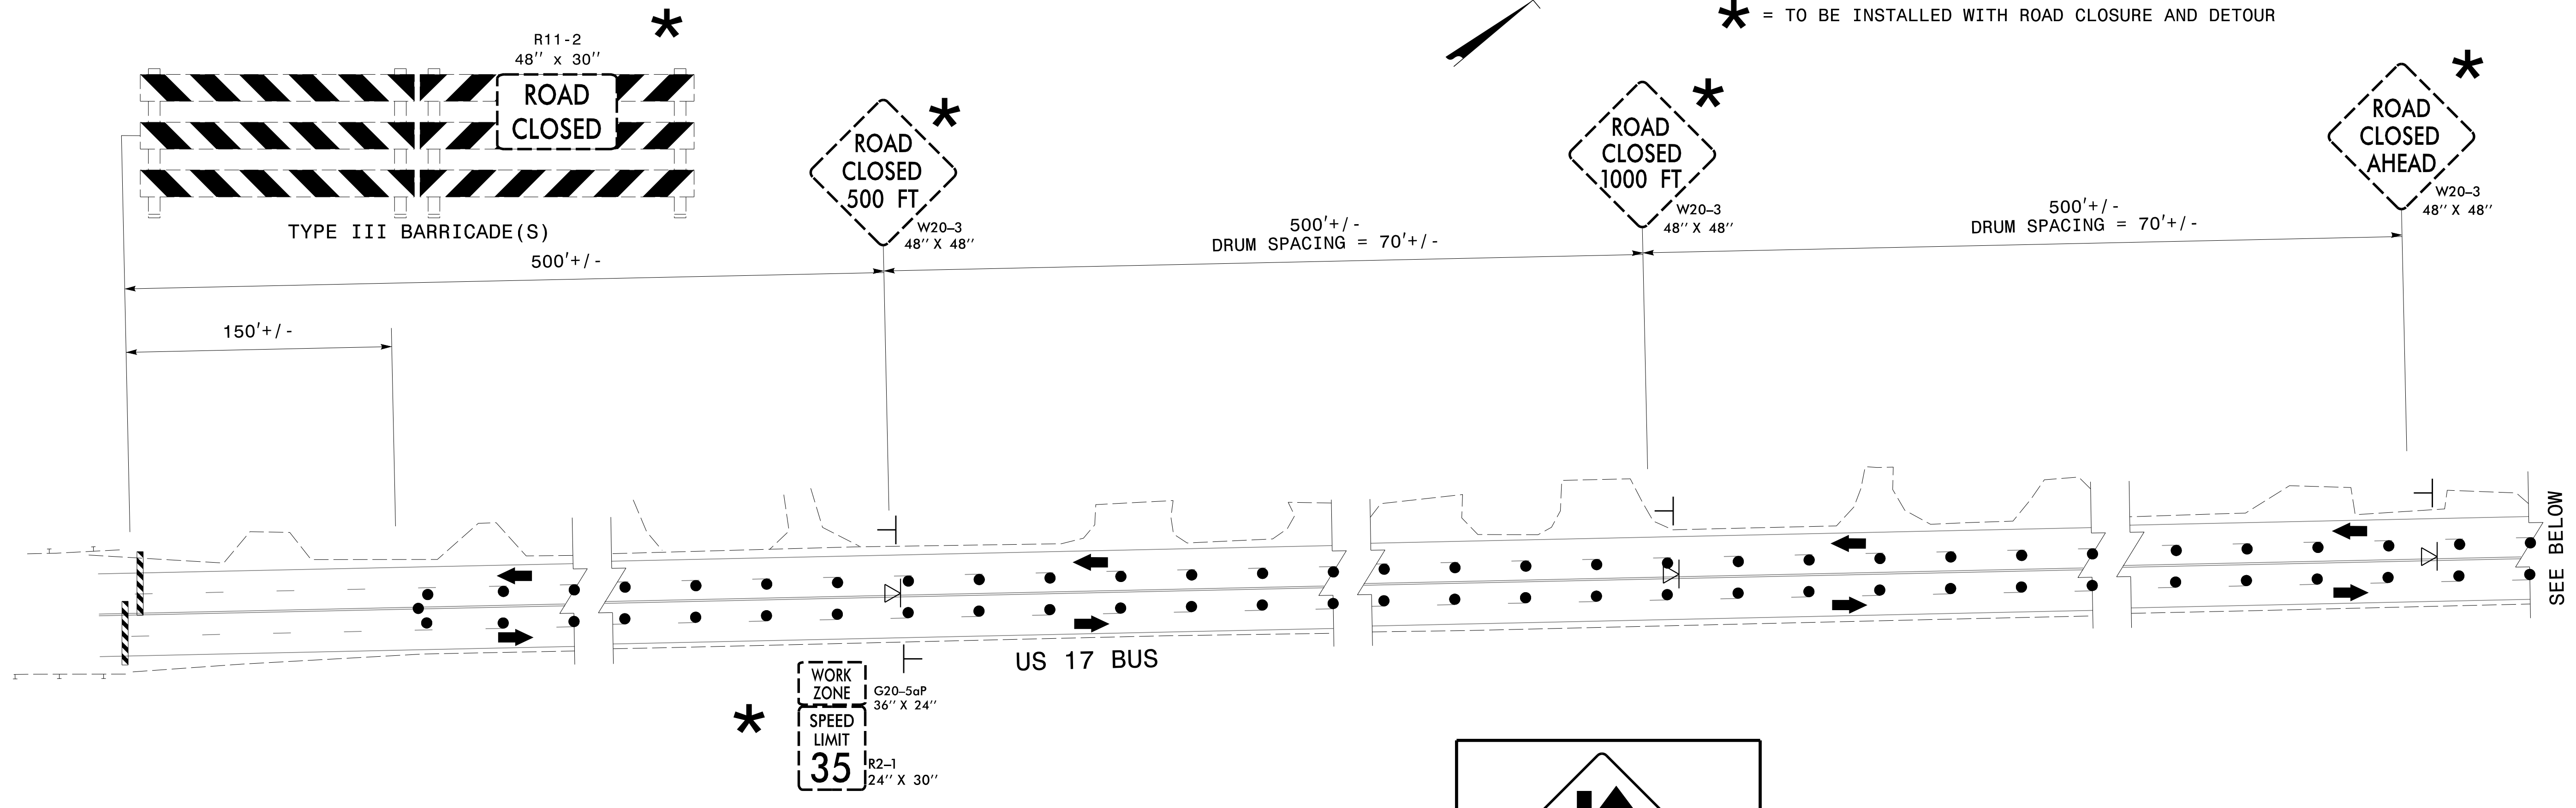 = TO BE INSTALLED WITH ROAD CLOSURE AND DETOUR
R11-2
48'' x 30''
ROAD
CLOSED
TYPE III BARRICADE(S)
ROAD
CLOSED
500 FT
W20-3
48'' X 48''
ROAD
CLOSED
1000 FT
W20-3
48'' X 48''
ROAD
CLOSED
AHEAD
W20-3
48'' X 48''
500'+/-
500'+/-
DRUM SPACING = 70'+/-
500'+/-
DRUM SPACING = 70'+/-
150'+/-
SEE BELOW
US 17 BUS
WORK
ZONE
G20-5aP
36'' X 24''
SPEED
LIMIT
35
R2-1
24'' X 30''